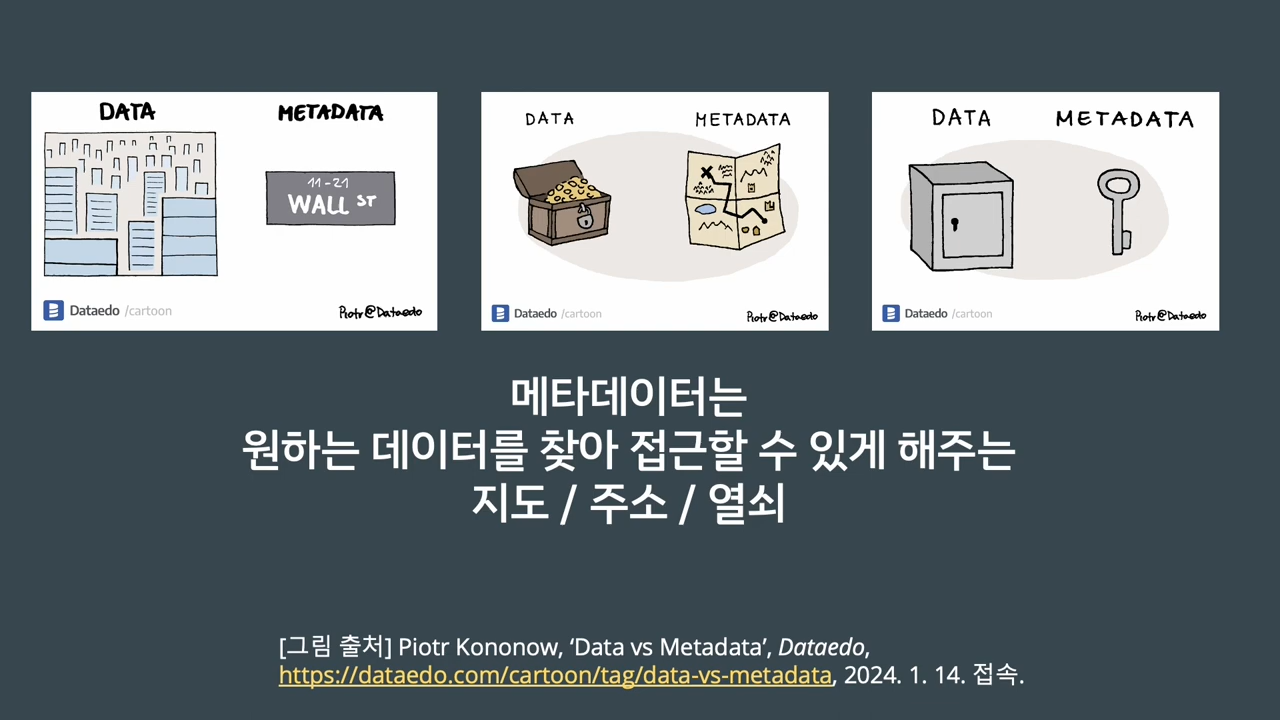 DATA
METADATA
11-21
WALL ST
Dataedo /cartoon
Piotr@Dataedo
DATA
METADATA
Dataedo /cartoon
Piotr@Dataedo
DATA
METADATA
Dataedo /cartoon
Piotr@Dataedo
메타데이터는
원하는 데이터를 찾아 접근할 수 있게 해주는
지도 / 주소 / 열쇠
[그림 출처] Piotr Kononow, ‘Data vs Metadata’, Dataedo,
https://dataedo.com/cartoon/tag/data-vs-metadata, 2024. 1. 14. 접속.